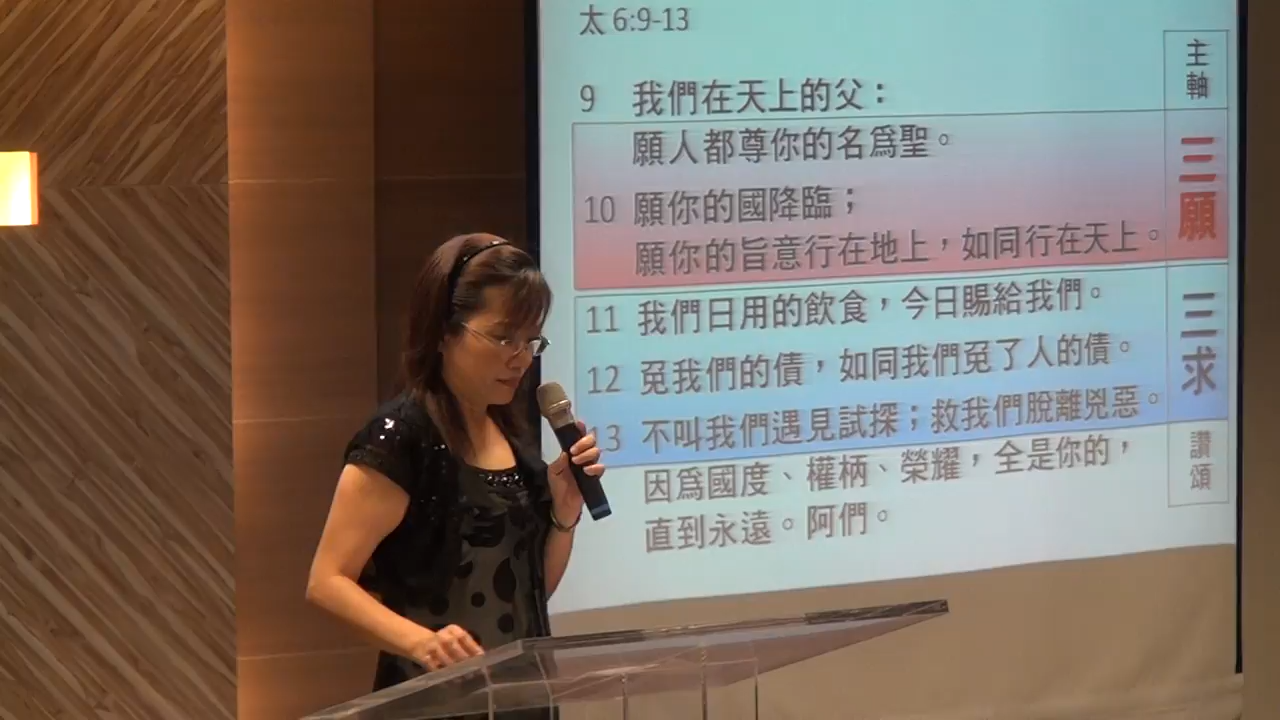 太 6:9-13
主軸
9 我們在天上的父：
願人都尊你的名為聖。
三願
10 願你的國降臨；
願你的旨意行在地上，如同行在天上。
11 我們日用的飲食，今日賜給我們。
三求
12 免我們的債，如同我們免了人的債。
13 不叫我們遇見試探；救我們脫離兇惡。
因為國度、權柄、榮耀，全是你的，
讚頌
直到永遠。阿們。